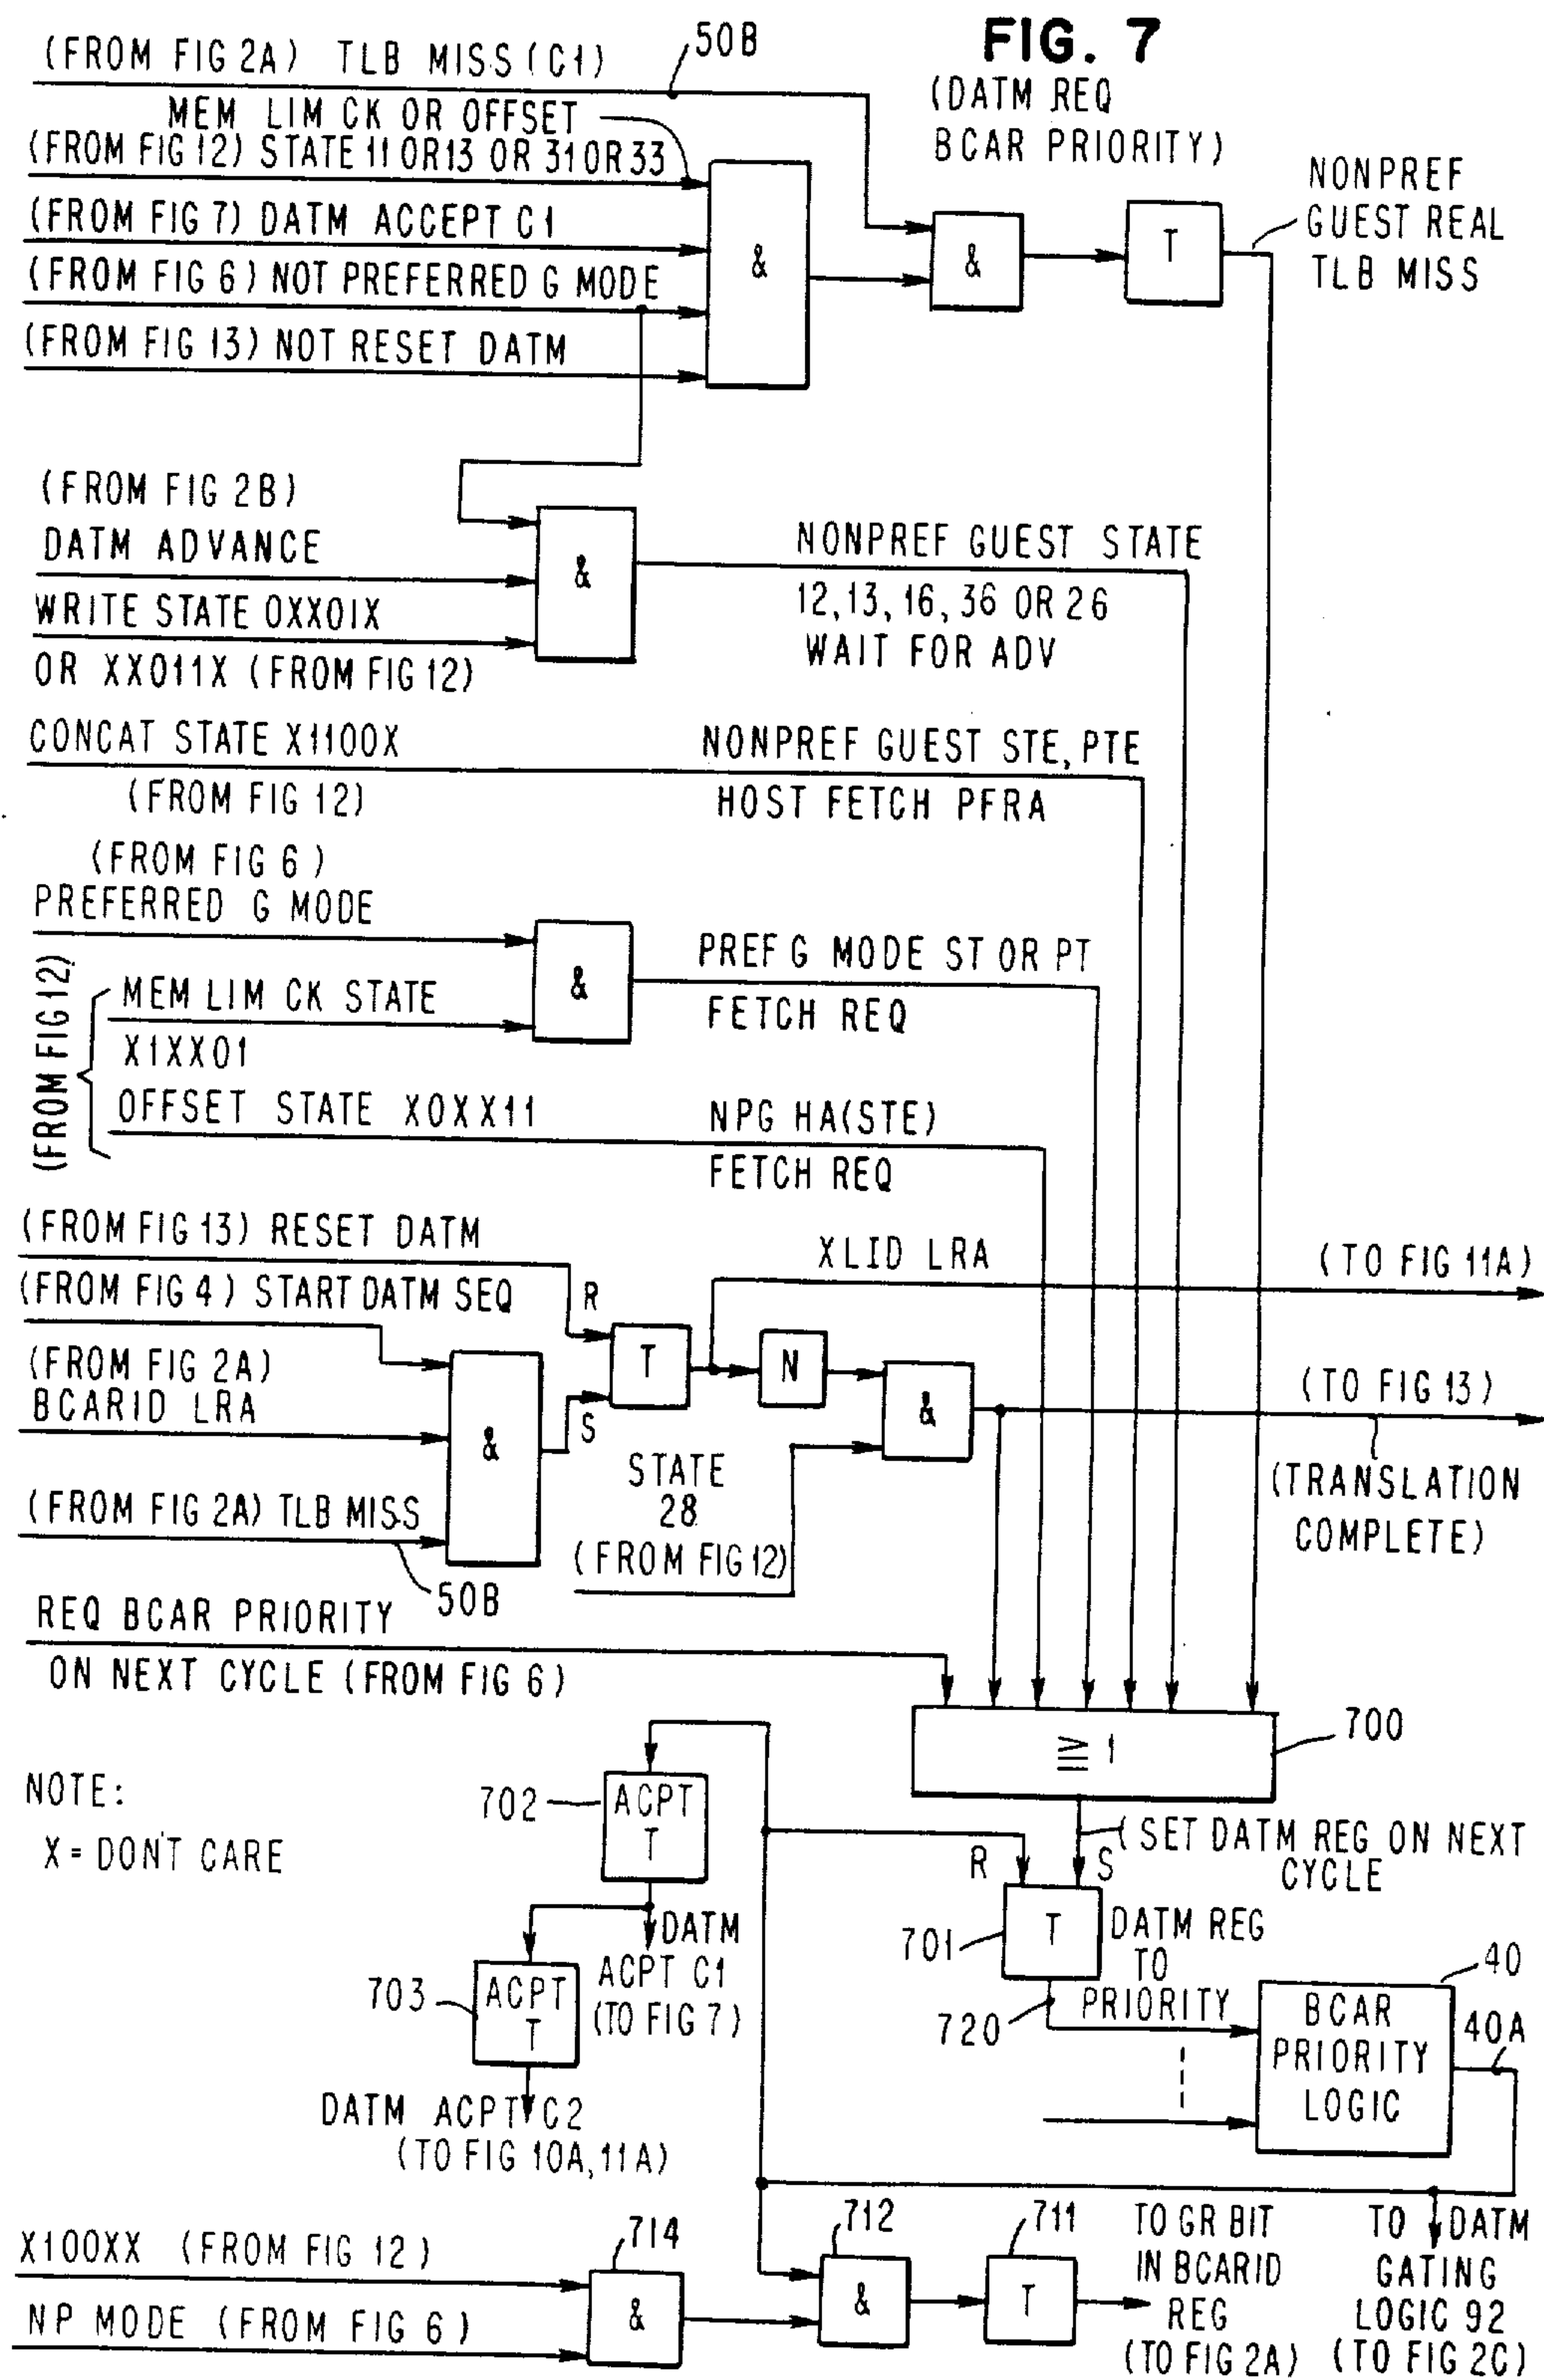 FIG. 7
(DATM REQ
BCAR PRIORITY)
(FROM FIG 2A) TLB MISS (C1)
50B
MEM LIM CK OR OFFSET
(FROM FIG 12) STATE 11 OR 13 OR 31 OR 33
(FROM FIG 7) DATM ACCEPT C1
(FROM FIG 6) NOT PREFERRED G MODE
(FROM FIG 13) NOT RESET DATM
&
&
T
NONPREF
GUEST REAL
TLB MISS
(FROM FIG 2B)
DATM ADVANCE
WRITE STATE 0XX01X
OR XX011X (FROM FIG 12)
&
NONPREF GUEST STATE
12, 13, 16, 36 OR 26
WAIT FOR ADV
CONCAT STATE X1100X
(FROM FIG 12)
NONPREF GUEST STE, PTE
HOST FETCH PFRA
(FROM FIG 6)
PREFERRED G MODE
(FROM FIG 12)
MEM LIM CK STATE
X1XX01
&
PREF G MODE ST OR PT
FETCH REQ
OFFSET STATE X0XX11
NPG HA(STE)
FETCH REQ
(FROM FIG 13) RESET DATM
(FROM FIG 4) START DATM SEQ
(FROM FIG 2A)
BCARID LRA
(FROM FIG 2A) TLB MISS
50B
&
R
S
T
N
&
XLID LRA
(TO FIG 11A)
(TO FIG 13)
(TRANSLATION
COMPLETE)
STATE
28
(FROM FIG 12)
REQ BCAR PRIORITY
ON NEXT CYCLE (FROM FIG 6)
≧ 1
700
NOTE:
X = DON'T CARE
702
ACPT
T
703
ACPT
T
DATM
ACPT C1
(TO FIG 7)
DATM ACPT C2
(TO FIG 10A, 11A)
R
S
(SET DATM REG ON NEXT
CYCLE
701
T
DATM REG
TO
PRIORITY
720
BCAR
PRIORITY
LOGIC
40
40A
X100XX (FROM FIG 12)
NP MODE (FROM FIG 6)
714
&
712
&
711
T
TO GR BIT
IN BCARID
REG
(TO FIG 2A)
TO DATM
GATING
LOGIC 92
(TO FIG 2C)